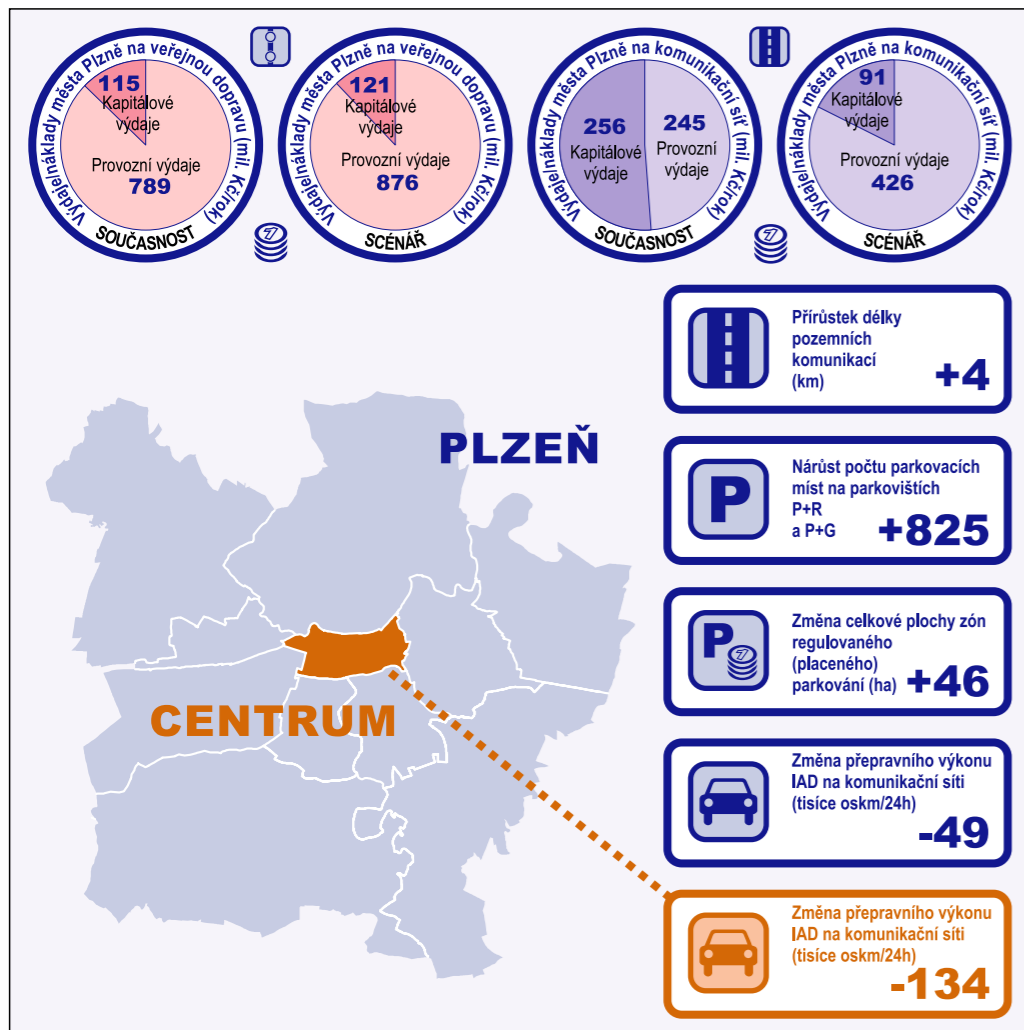 Výdaje/náklady města Plzně na veřejnou dopravu (mil. Kč/rok)
115
Kapitálové
výdaje
Provozní výdaje
789
SOUČASNOST
Výdaje/náklady města Plzně na veřejnou dopravu (mil. Kč/rok)
121
Kapitálové
výdaje
Provozní výdaje
876
SCÉNÁŘ
Výdaje/náklady města Plzně na komunikační síť (mil. Kč/rok)
256
Kapitálové
výdaje
245
Provozní
výdaje
SOUČASNOST
Výdaje/náklady města Plzně na komunikační síť (mil. Kč/rok)
91
Kapitálové
výdaje
Provozní výdaje
426
SCÉNÁŘ
Přírůstek délky
pozemních
komunikací
(km)
+4
PLZEŇ
P
Nárůst počtu parkovacích
míst na parkovištích
P+R
a P+G
+825
P
Změna celkové plochy zón
regulovaného
(placeného)
parkování (ha)
+46
CENTRUM
Změna přepravního výkonu
IAD na komunikační síti
(tisíce oskm/24h)
-49
Změna přepravního výkonu
IAD na komunikační síti
(tisíce oskm/24h)
-134